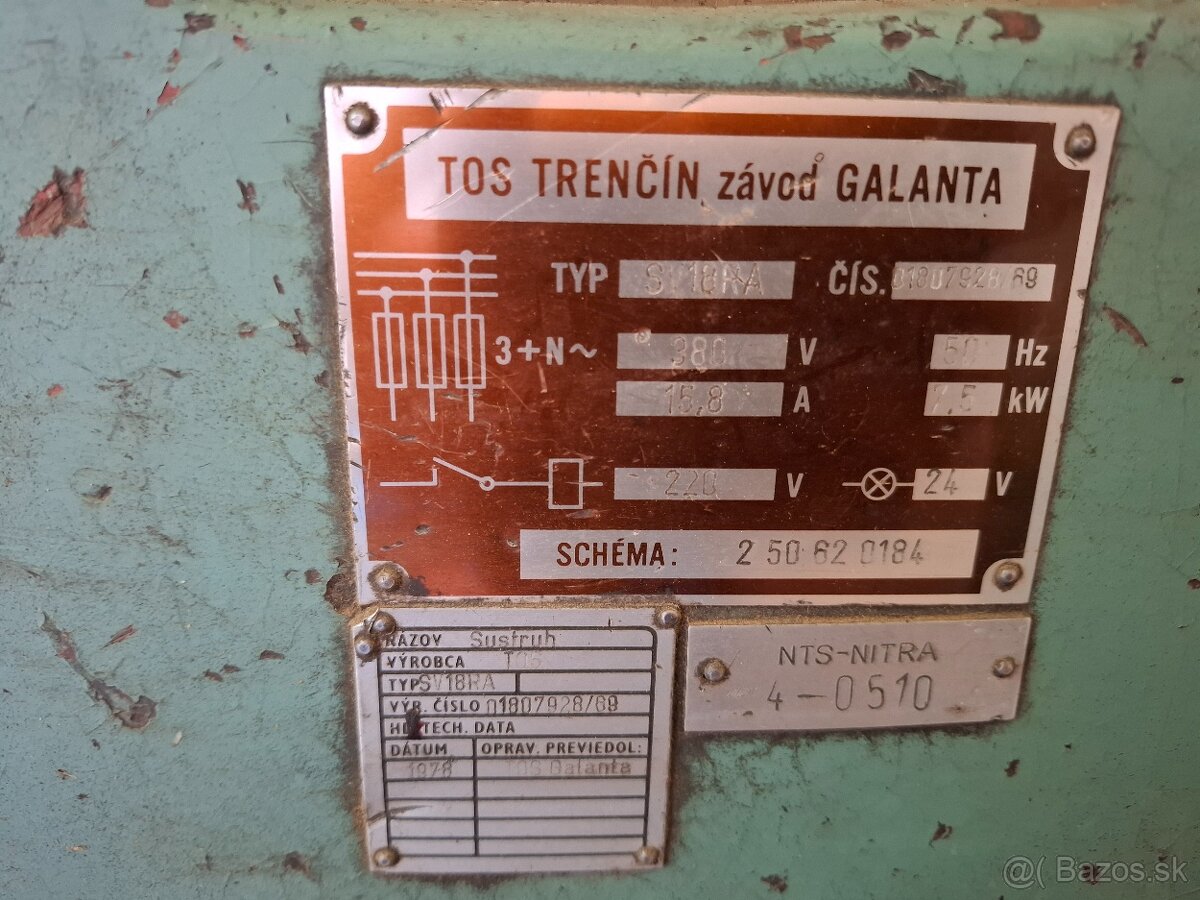 TOS TRENČÍN závod GALANTA
TYP SV18RA ČÍS. 01807928/69
3+N~ 380 V 50 Hz
15,8 A 7,5 kW
220 V 24 V
SCHÉMA: 2 50 62 0184
NÁZOV Sustruh
VÝROBCA TOS
TYP SV18RA
VÝR. ČÍSLO 01807928/69
HL. TECH. DATA
DÁTUM OPRAV. PREVIEDOL:
1978 TOS Galanta
NTS-NITRA
4-0510
@( Bazos.sk